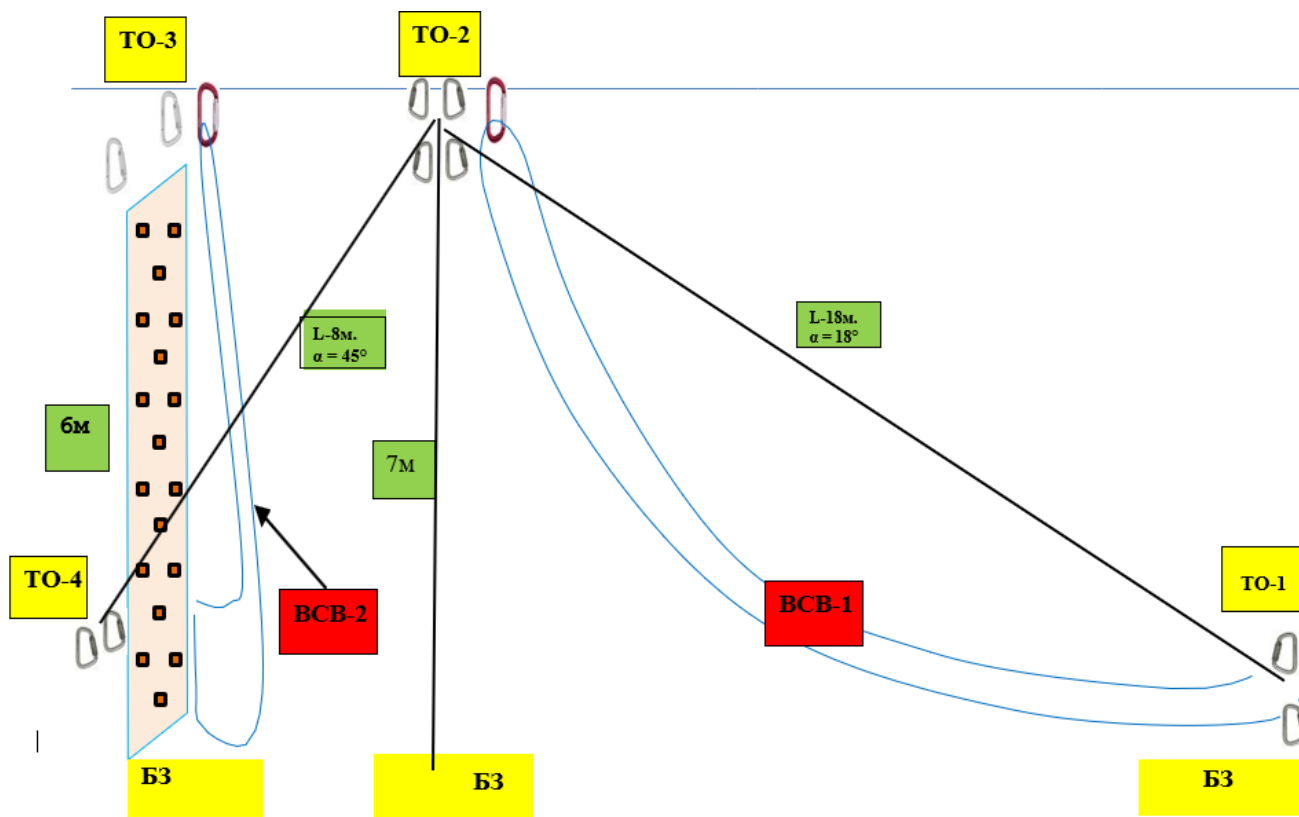 ТО-3
ТО-2
L-8м.
α = 45°
L-18м.
α = 18°
6м
7м
ТО-4
ВСВ-2
ВСВ-1
ТО-1
БЗ
БЗ
БЗ